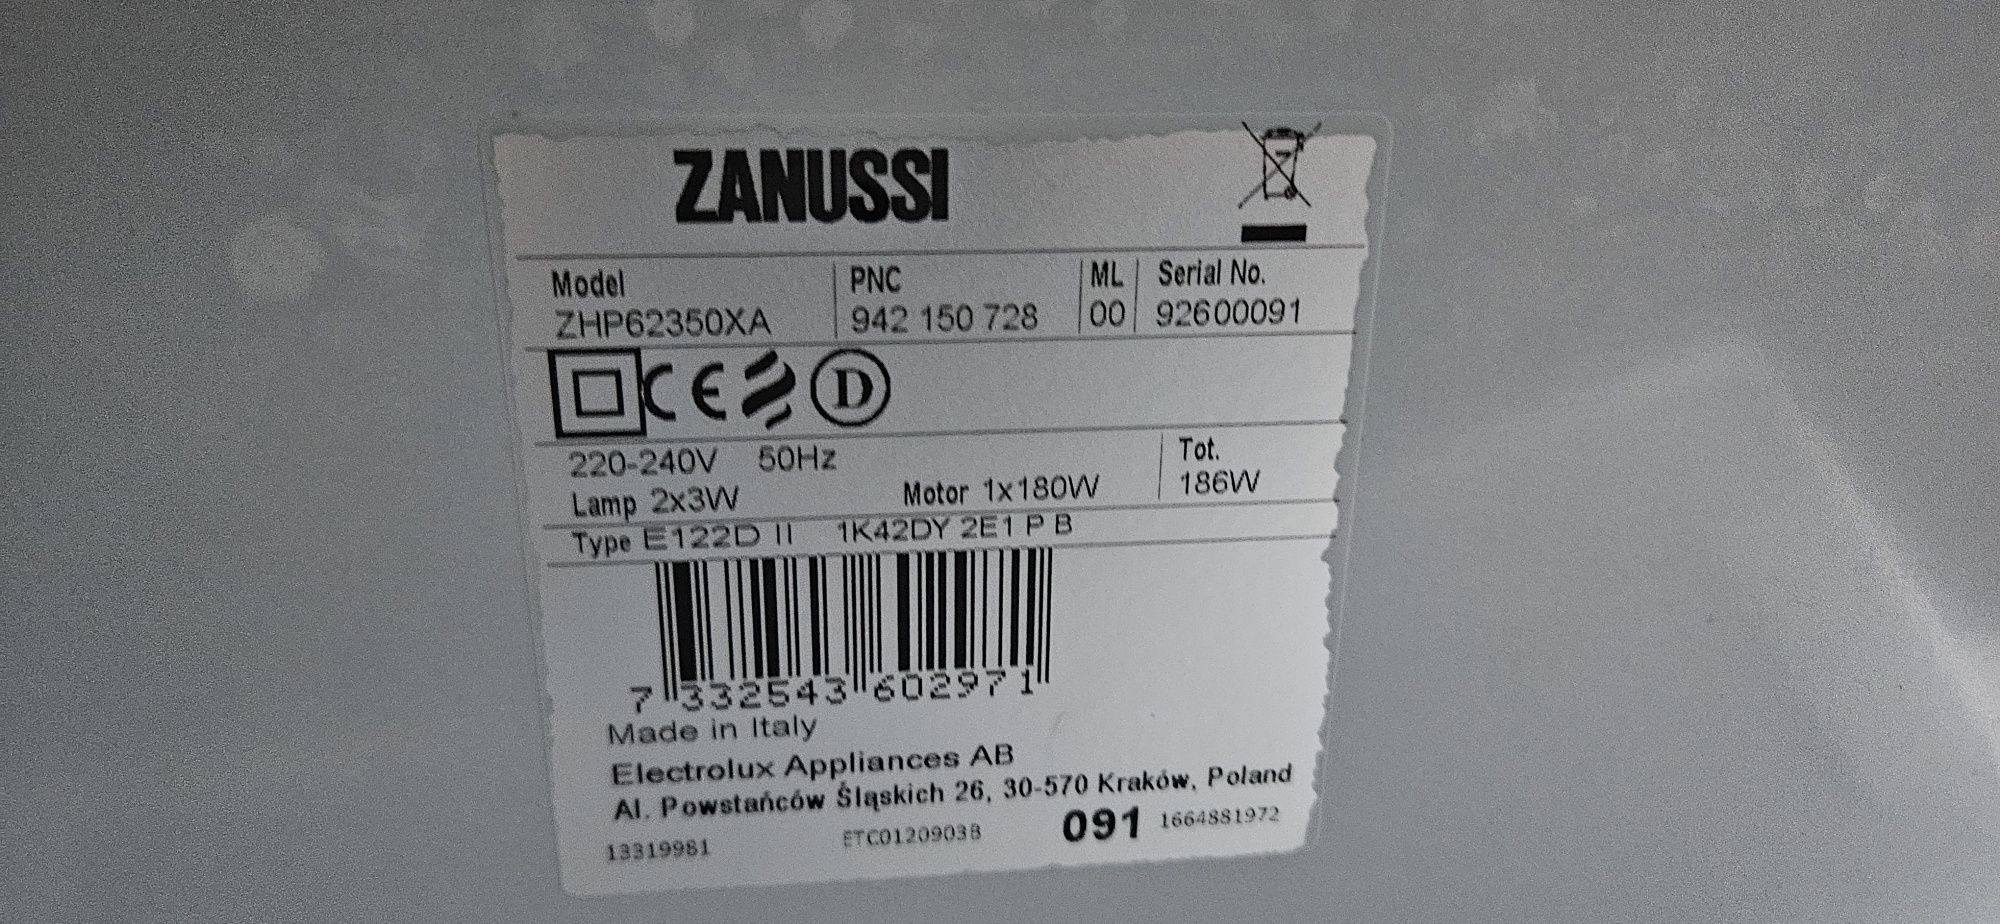 ZANUSSI
Model PNC ML Serial No.
ZHP62350XA 942 150 728 00 92600091
CE D
220-240V 50Hz Tot.
Lamp 2x3W Motor 1x180W 186W
Type E122D II 1K42DY 2E1 P B
7 332543 602971
Made in Italy
Electrolux Appliances AB
Al. Powstańców Śląskich 26, 30-570 Kraków, Poland
13319981 ETC0120903B 091 1664881972